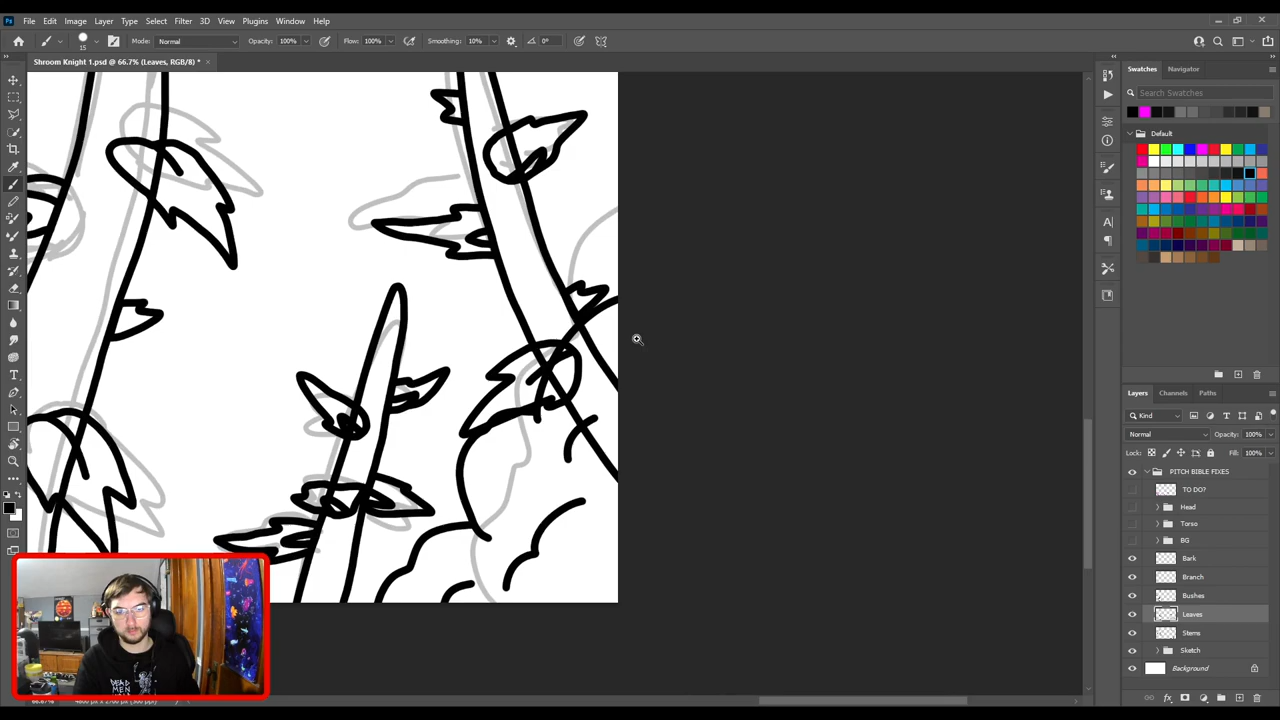 File Edit Image Layer Type Select Filter 3D View Plugins Window Help
15 Mode: Normal Opacity: 100% Flow: 100% Smoothing: 10% 0°
Shroom Knight 1.psd @ 66.7% (Leaves, RGB/8) *
Swatches Navigator
Search Swatches
Default
Layers Channels Paths
Kind
Normal Opacity: 100%
Lock: Fill: 100%
PITCH BIBLE FIXES
TO DO?
Head
Torso
BG
Bark
Branch
Bushes
Leaves
Stems
Sketch
Background
DEAD
MEN